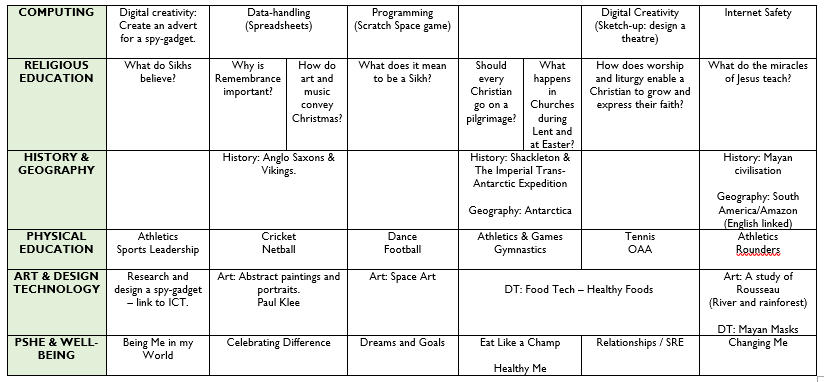 COMPUTING
Digital creativity:
Create an advert
for a spy-gadget.
Data-handling
(Spreadsheets)
Programming
(Scratch Space game)
Digital Creativity
(Sketch-up: design a
theatre)
Internet Safety
RELIGIOUS
EDUCATION
What do Sikhs
believe?
Why is
Remembrance
important?
How do
art and
music
convey
Christmas?
What does it mean
to be a Sikh?
Should
every
Christian
go on a
pilgrimage?
What
happens
in
Churches
during
Lent and
at Easter?
How does worship
and liturgy enable a
Christian to grow and
express their faith?
What do the miracles
of Jesus teach?
HISTORY &
GEOGRAPHY
History: Anglo Saxons &
Vikings.
History: Shackleton &
The Imperial Trans-
Antarctic Expedition
Geography: Antarctica
History: Mayan
civilisation
Geography: South
America/Amazon
(English linked)
PHYSICAL
EDUCATION
Athletics
Sports Leadership
Cricket
Netball
Dance
Football
Athletics & Games
Gymnastics
Tennis
OAA
Athletics
Rounders
ART & DESIGN
TECHNOLOGY
Research and
design a spy-gadget
– link to ICT.
Art: Abstract paintings and
portraits.
Paul Klee
Art: Space Art
DT: Food Tech – Healthy Foods
Art: A study of
Rousseau
(River and rainforest)
DT: Mayan Masks
PSHE & WELL-
BEING
Being Me in my
World
Celebrating Difference
Dreams and Goals
Eat Like a Champ
Healthy Me
Relationships / SRE
Changing Me